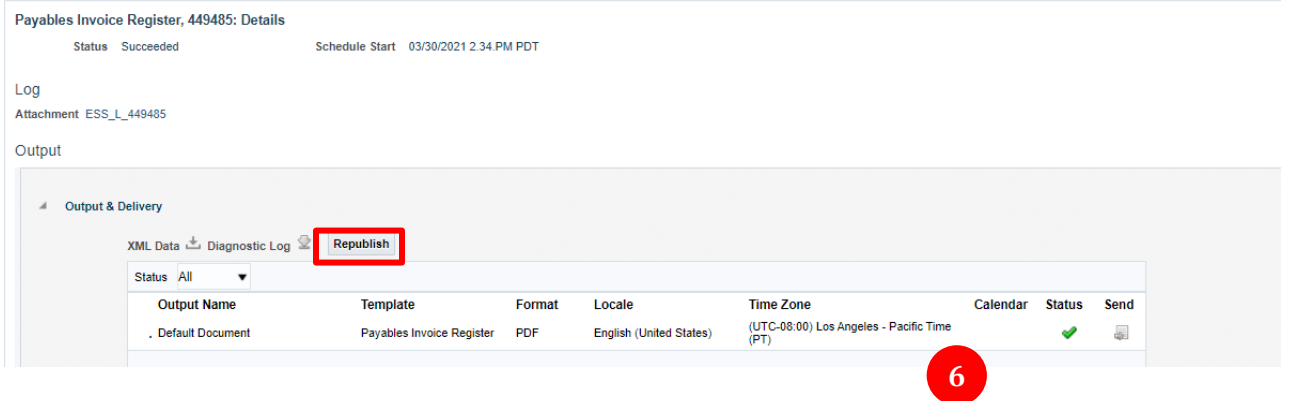 Payables Invoice Register, 449485: Details
Status Succeeded Schedule Start 03/30/2021 2.34.PM PDT
Log
Attachment ESS_L_449485
Output
Output & Delivery
XML Data Diagnostic Log Republish
Status All
Output Name Template Format Locale Time Zone Calendar Status Send
Default Document Payables Invoice Register PDF English (United States) (UTC-08:00) Los Angeles - Pacific Time
(PT)
6